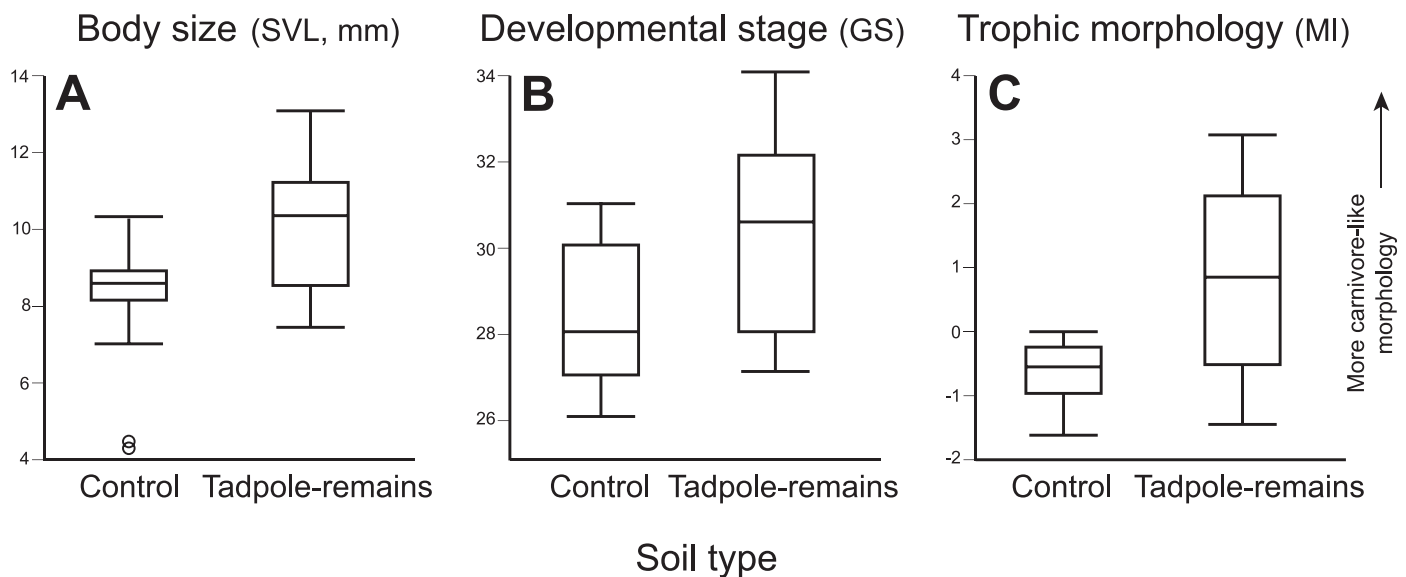 Body size (SVL, mm)
Developmental stage (GS)
Trophic morphology (MI)
A
14
12
10
8
6
4
Control
Tadpole-remains
B
34
32
30
28
26
Control
Tadpole-remains
C
4
3
2
1
0
-1
-2
Control
Tadpole-remains
More carnivore-like
morphology
Soil type